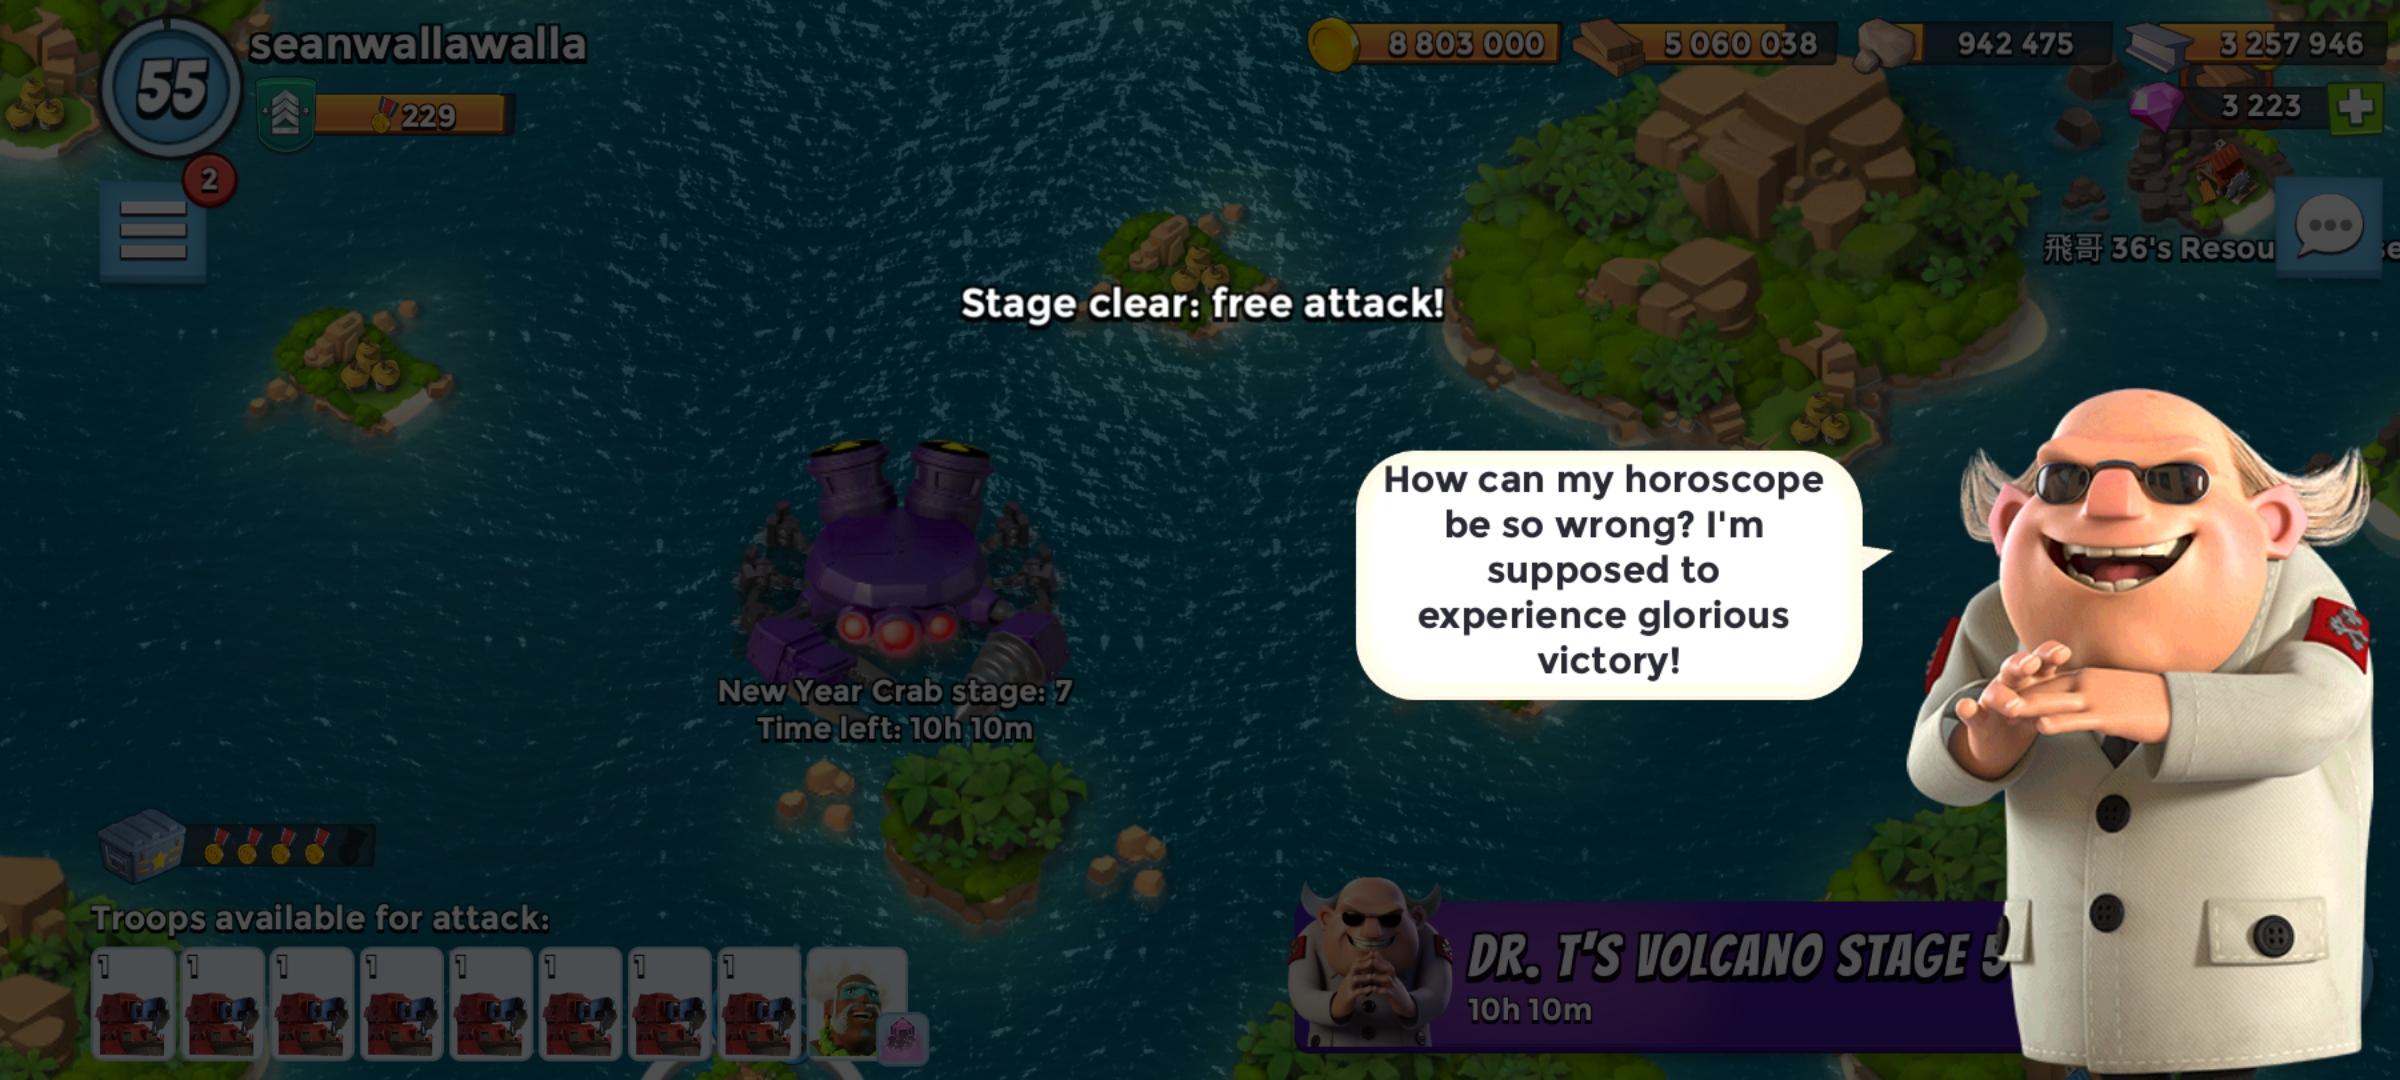 55
seanwallawalla
229
8 803 000
5 060 038
942 475
3 257 946
3 223
2
飛哥 36's Resou
Stage clear: free attack!
How can my horoscope
be so wrong? I'm
supposed to
experience glorious
victory!
New Year Crab stage: 7
Time left: 10h 10m
Troops available for attack:
1 1 1 1 1 1 1 1
DR. T'S VOLCANO STAGE 5
10h 10m